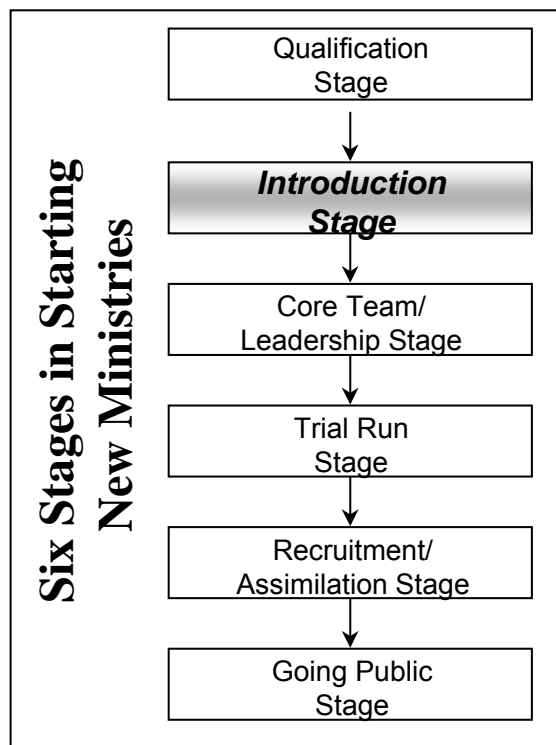 Six Stages in Starting
New Ministries
Qualification
Stage
Introduction
Stage
Core Team/
Leadership Stage
Trial Run
Stage
Recruitment/
Assimilation Stage
Going Public
Stage